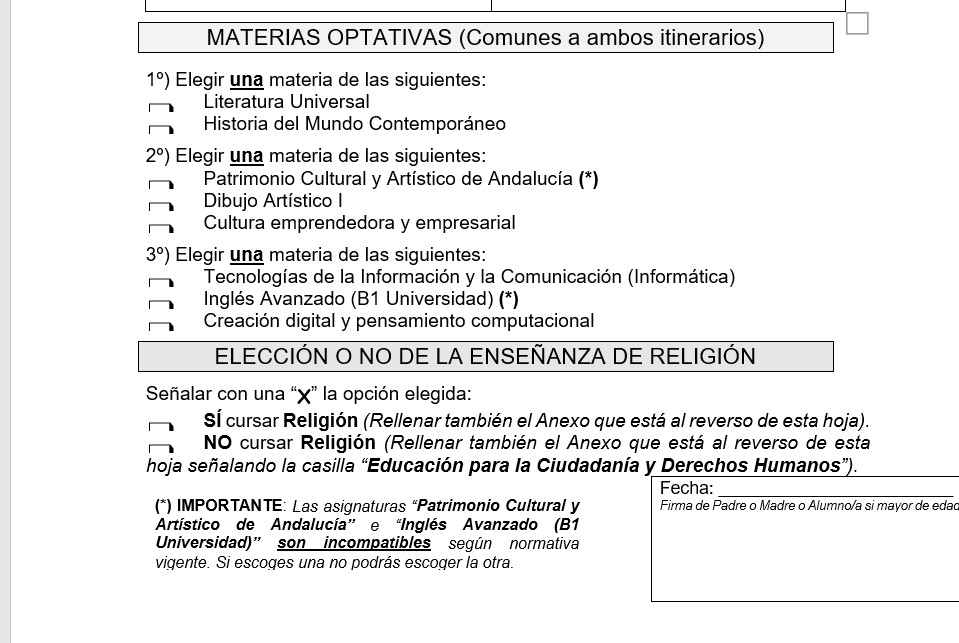 MATERIAS OPTATIVAS (Comunes a ambos itinerarios)
1º) Elegir una materia de las siguientes:
Literatura Universal
Historia del Mundo Contemporáneo
2º) Elegir una materia de las siguientes:
Patrimonio Cultural y Artístico de Andalucía (*)
Dibujo Artístico I
Cultura emprendedora y empresarial
3º) Elegir una materia de las siguientes:
Tecnologías de la Información y la Comunicación (Informática)
Inglés Avanzado (B1 Universidad) (*)
Creación digital y pensamiento computacional
ELECCIÓN O NO DE LA ENSEÑANZA DE RELIGIÓN
Señalar con una “X” la opción elegida:
SÍ cursar Religión (Rellenar también el Anexo que está al reverso de esta hoja).
NO cursar Religión (Rellenar también el Anexo que está al reverso de esta
hoja señalando la casilla “Educación para la Ciudadanía y Derechos Humanos”).
(*) IMPORTANTE: Las asignaturas “Patrimonio Cultural y
Artístico de Andalucía” e “Inglés Avanzado (B1
Universidad)” son incompatibles según normativa
vigente. Si escoges una no podrás escoger la otra.
Fecha: ______________________
Firma de Padre o Madre o Alumno/a si mayor de edad